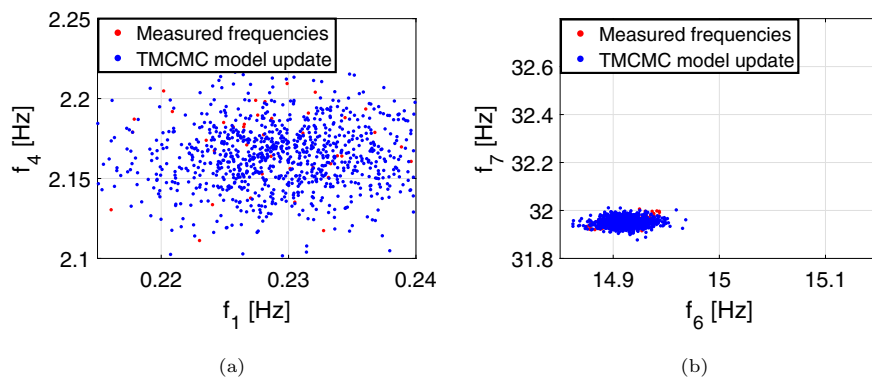 Measured frequencies
TMCMC model update
2.25
2.2
2.15
2.1
f4 [Hz]
0.22
0.23
0.24
f1 [Hz]
(a)
Measured frequencies
TMCMC model update
32.6
32.4
32.2
32
31.8
f7 [Hz]
14.9
15
15.1
f6 [Hz]
(b)